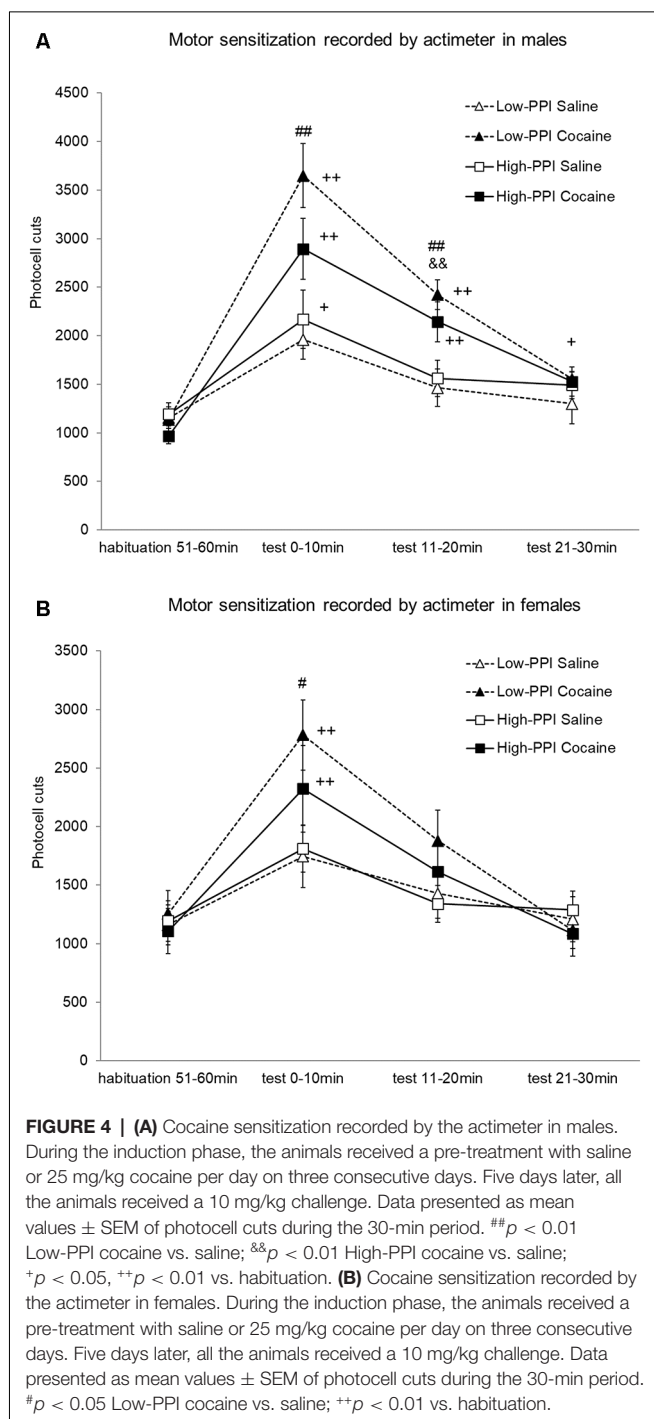 A
Motor sensitization recorded by actimeter in males
4500
4000
3500
3000
2500
2000
1500
1000
500
0
Photocell cuts
Low-PPI Saline
Low-PPI Cocaine
High-PPI Saline
High-PPI Cocaine
##
++
++
+
##
&&
++
++
+
habituation 51-60min test 0-10min test 11-20min test 21-30min
B
Motor sensitization recorded by actimeter in females
3500
3000
2500
2000
1500
1000
500
0
Photocell cuts
Low-PPI Saline
Low-PPI Cocaine
High-PPI Saline
High-PPI Cocaine
#
++
++
habituation 51-60min test 0-10min test 11-20min test 21-30min
FIGURE 4 | (A) Cocaine sensitization recorded by the actimeter in males.
During the induction phase, the animals received a pre-treatment with saline
or 25 mg/kg cocaine per day on three consecutive days. Five days later, all
the animals received a 10 mg/kg challenge. Data presented as mean
values ± SEM of photocell cuts during the 30-min period. ##p < 0.01
Low-PPI cocaine vs. saline; &&p < 0.01 High-PPI cocaine vs. saline;
+p < 0.05, ++p < 0.01 vs. habituation. (B) Cocaine sensitization recorded by
the actimeter in females. During the induction phase, the animals received a
pre-treatment with saline or 25 mg/kg cocaine per day on three consecutive
days. Five days later, all the animals received a 10 mg/kg challenge. Data
presented as mean values ± SEM of photocell cuts during the 30-min period.
#p < 0.05 Low-PPI cocaine vs. saline; ++p < 0.01 vs. habituation.